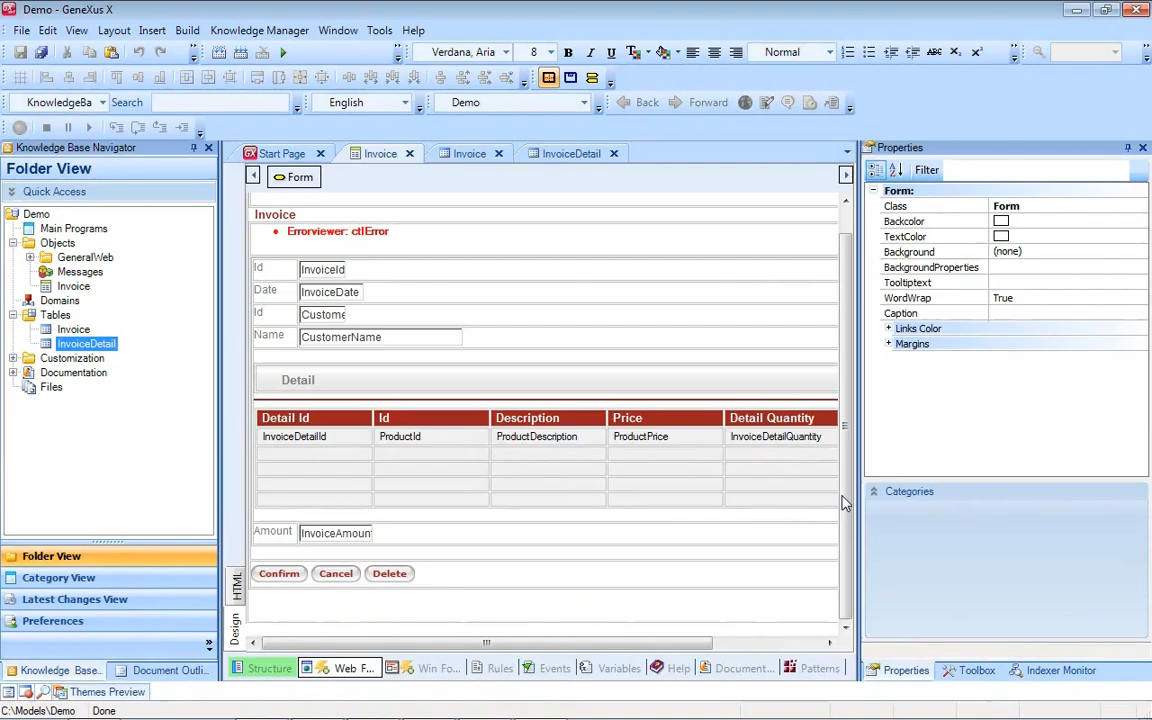 Demo - GeneXus X
File Edit View Layout Insert Build Knowledge Manager Window Tools Help
Verdana, Aria 8 B I U Normal ABC
KnowledgeBa Search English Demo Back Forward
Knowledge Base Navigator
Folder View
Quick Access
Demo
Main Programs
Objects
GeneralWeb
Messages
Invoice
Domains
Tables
Invoice
InvoiceDetail
Customization
Documentation
Files
Folder View
Category View
Latest Changes View
Preferences
Knowledge Base... Document Outli...
Start Page Invoice Invoice InvoiceDetail
Form
Invoice
Errorviewer: ctlError
Id InvoiceId
Date InvoiceDate
Id Custome
Name CustomerName
Detail
Detail Id Id Description Price Detail Quantity
InvoiceDetailId ProductId ProductDescription ProductPrice InvoiceDetailQuantity
Amount InvoiceAmoun
Confirm Cancel Delete
HTML
Design
Structure Web F... Win Fo... Rules Events Variables Help Document... Patterns
Properties
Filter
Form:
Class Form
Backcolor
TextColor
Background (none)
BackgroundProperties
Tooltiptext
WordWrap True
Caption
Links Color
Margins
Categories
Properties Toolbox Indexer Monitor
Themes Preview
C:\Models\Demo Done